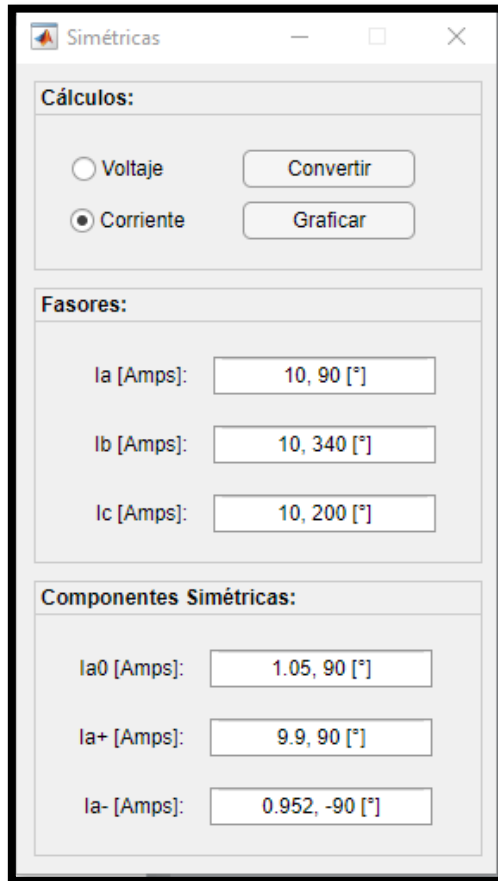 Simétricas
Cálculos:
Voltaje Convertir
Corriente Graficar
Fasores:
Ia [Amps]: 10, 90 [°]
Ib [Amps]: 10, 340 [°]
Ic [Amps]: 10, 200 [°]
Componentes Simétricas:
Ia0 [Amps]: 1.05, 90 [°]
Ia+ [Amps]: 9.9, 90 [°]
Ia- [Amps]: 0.952, -90 [°]